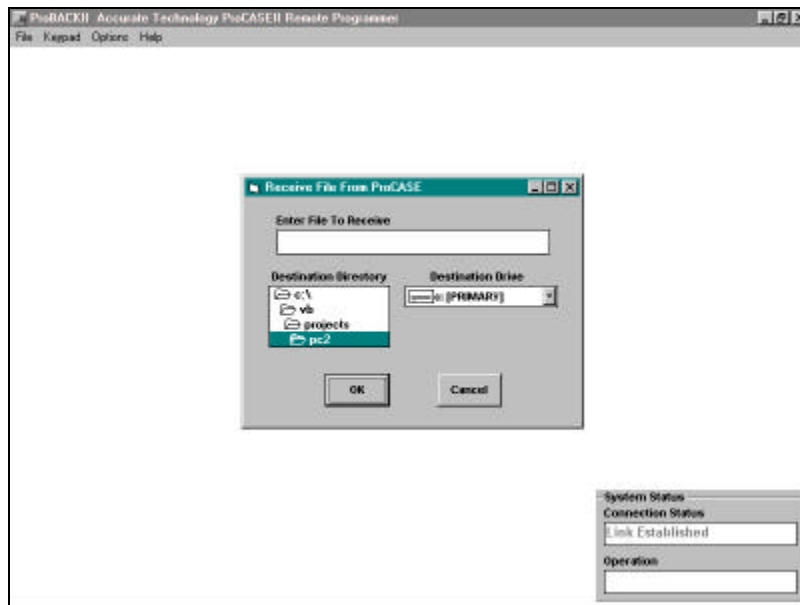 ProBACKII Accurate Technology ProCASEII Remote Programmer
File Keypad Options Help
Receive File From ProCASE
Enter File To Receive
Destination Directory Destination Drive
c:\ c: [PRIMARY]
vb
projects
pc2
OK Cancel
System Status
Connection Status
Link Established
Operation